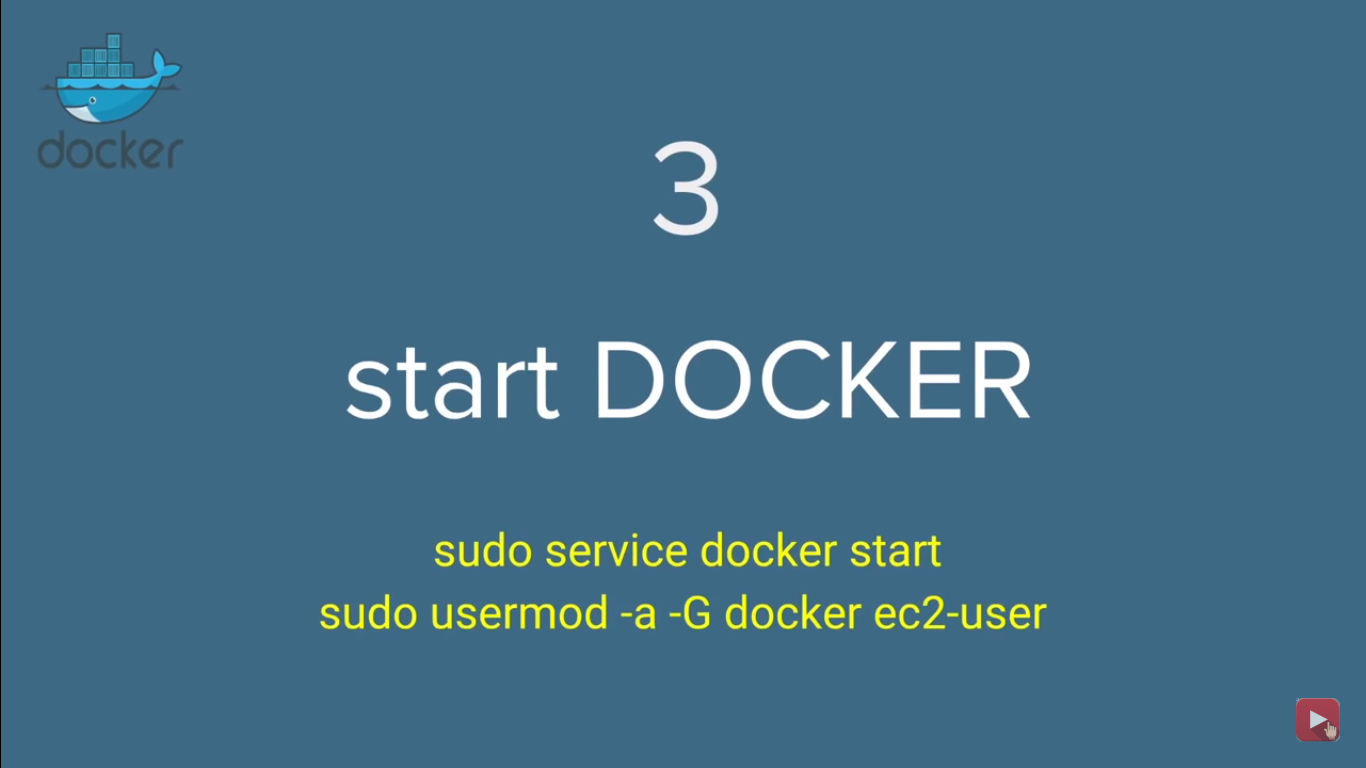 docker
3
start DOCKER
sudo service docker start
sudo usermod -a -G docker ec2-user